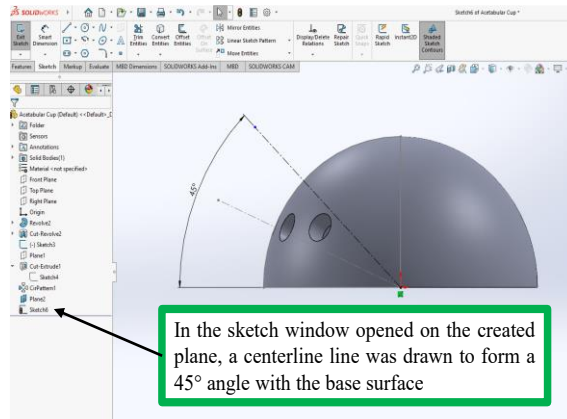 SOLIDWORKS
Sketch6 of Acetabular Cup *
Exit Sketch
Smart Dimension
Trim Entities
Convert Entities
Offset Entities
Mirror Entities
Linear Sketch Pattern
Move Entities
Display/Delete Relations
Repair Sketch
Rapid Sketch
Instant2D
Shaded Sketch Contours
Features Sketch Markup Evaluate MBD Dimensions SOLIDWORKS Add-Ins MBD SOLIDWORKS CAM
Acetabular Cup (Default) <<Default>_D
Folder
Sensors
Annotations
Solid Bodies(1)
Material <not specified>
Front Plane
Top Plane
Right Plane
Origin
Revolve2
Cut-Revolve2
(-) Sketch3
Plane1
Cut-Extrude1
Sketch4
CrPattern1
Plane2
Sketch6
45°
In the sketch window opened on the created
plane, a centerline line was drawn to form a
45° angle with the base surface